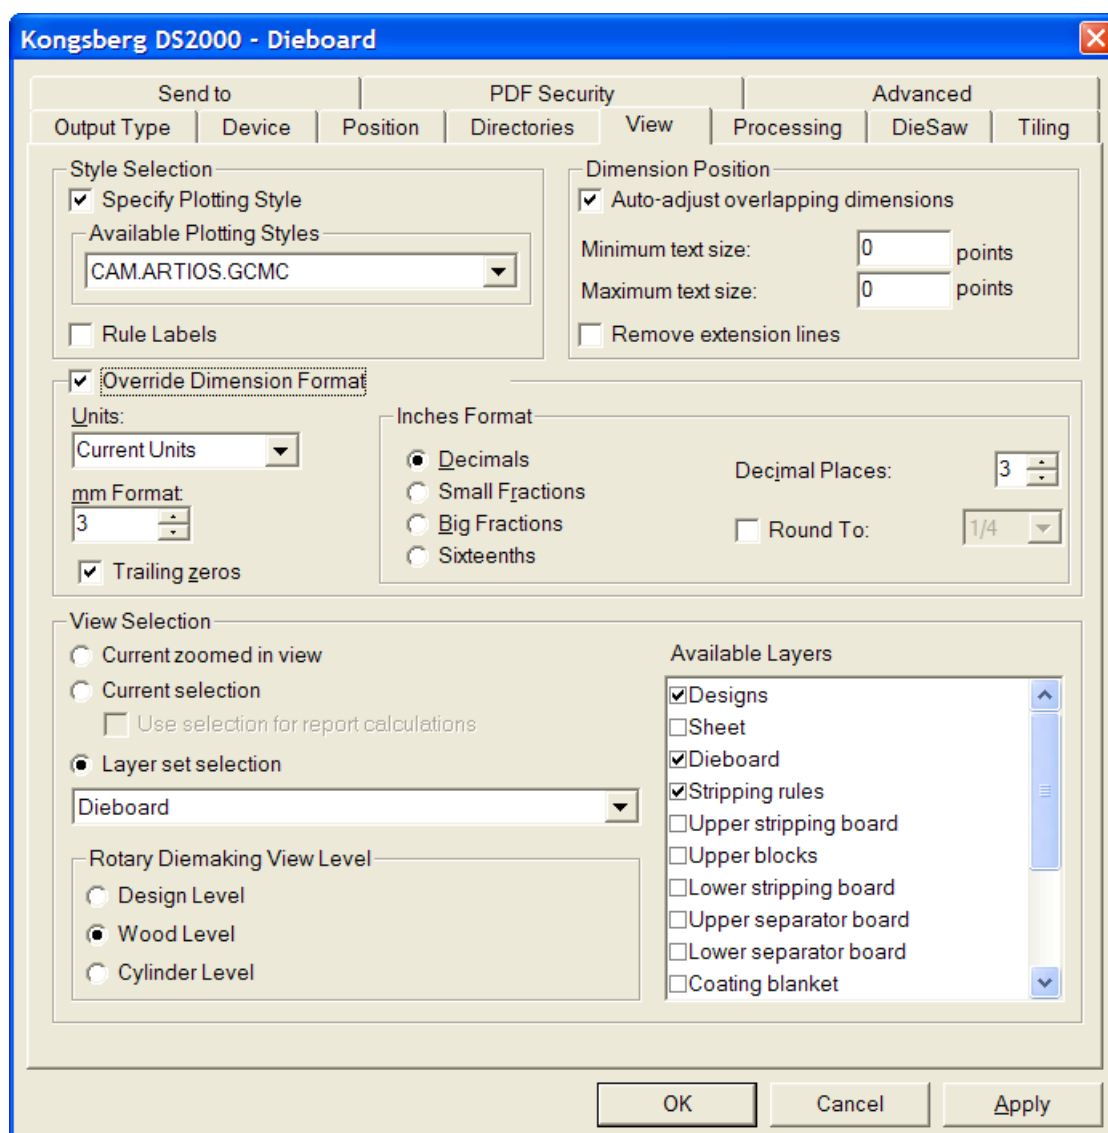 Kongsberg DS2000 - Dieboard
Send to PDF Security Advanced
Output Type Device Position Directories View Processing DieSaw Tiling
Style Selection
Specify Plotting Style
Available Plotting Styles
CAM.ARTIOS.GCMC
Rule Labels
Dimension Position
Auto-adjust overlapping dimensions
Minimum text size: 0 points
Maximum text size: 0 points
Remove extension lines
Override Dimension Format
Units:
Current Units
mm Format:
3
Trailing zeros
Inches Format
Decimals
Small Fractions
Big Fractions
Sixteenths
Decimal Places: 3
Round To: 1/4
View Selection
Current zoomed in view
Current selection
Use selection for report calculations
Layer set selection
Dieboard
Rotary Diemaking View Level
Design Level
Wood Level
Cylinder Level
Available Layers
Designs
Sheet
Dieboard
Stripping rules
Upper stripping board
Upper blocks
Lower stripping board
Upper separator board
Lower separator board
Coating blanket
OK Cancel Apply